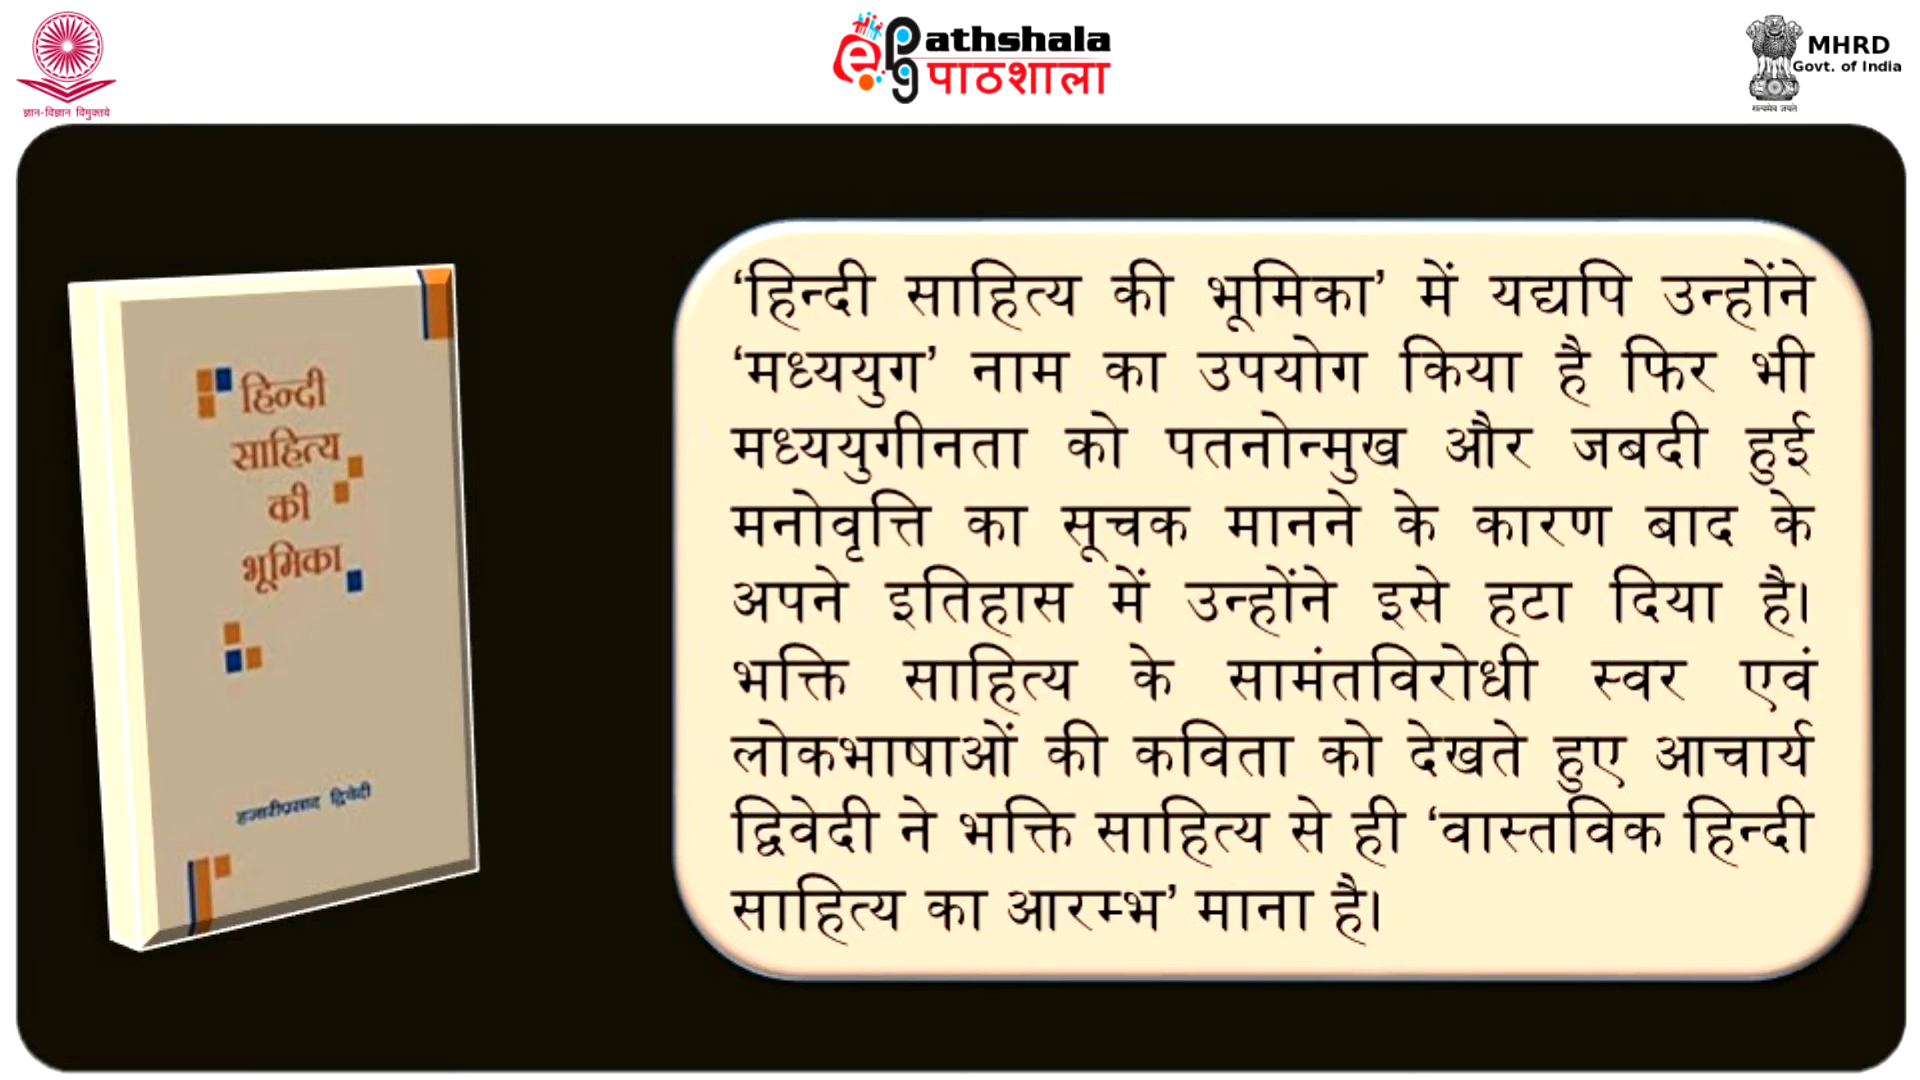 ज्ञान-विज्ञान विमुक्तये
ePG Pathshala
पाठशाला
सत्यमेव जयते
MHRD
Govt. of India
हिन्दी
साहित्य
की
भूमिका
हजारीप्रसाद द्विवेदी
‘हिन्दी साहित्य की भूमिका’ में यद्यपि उन्होंने
‘मध्ययुग’ नाम का उपयोग किया है फिर भी
मध्ययुगीनता को पतनोन्मुख और जबदी हुई
मनोवृत्ति का सूचक मानने के कारण बाद के
अपने इतिहास में उन्होंने इसे हटा दिया है।
भक्ति साहित्य के सामंतविरोधी स्वर एवं
लोकभाषाओं की कविता को देखते हुए आचार्य
द्विवेदी ने भक्ति साहित्य से ही ‘वास्तविक हिन्दी
साहित्य का आरम्भ’ माना है।